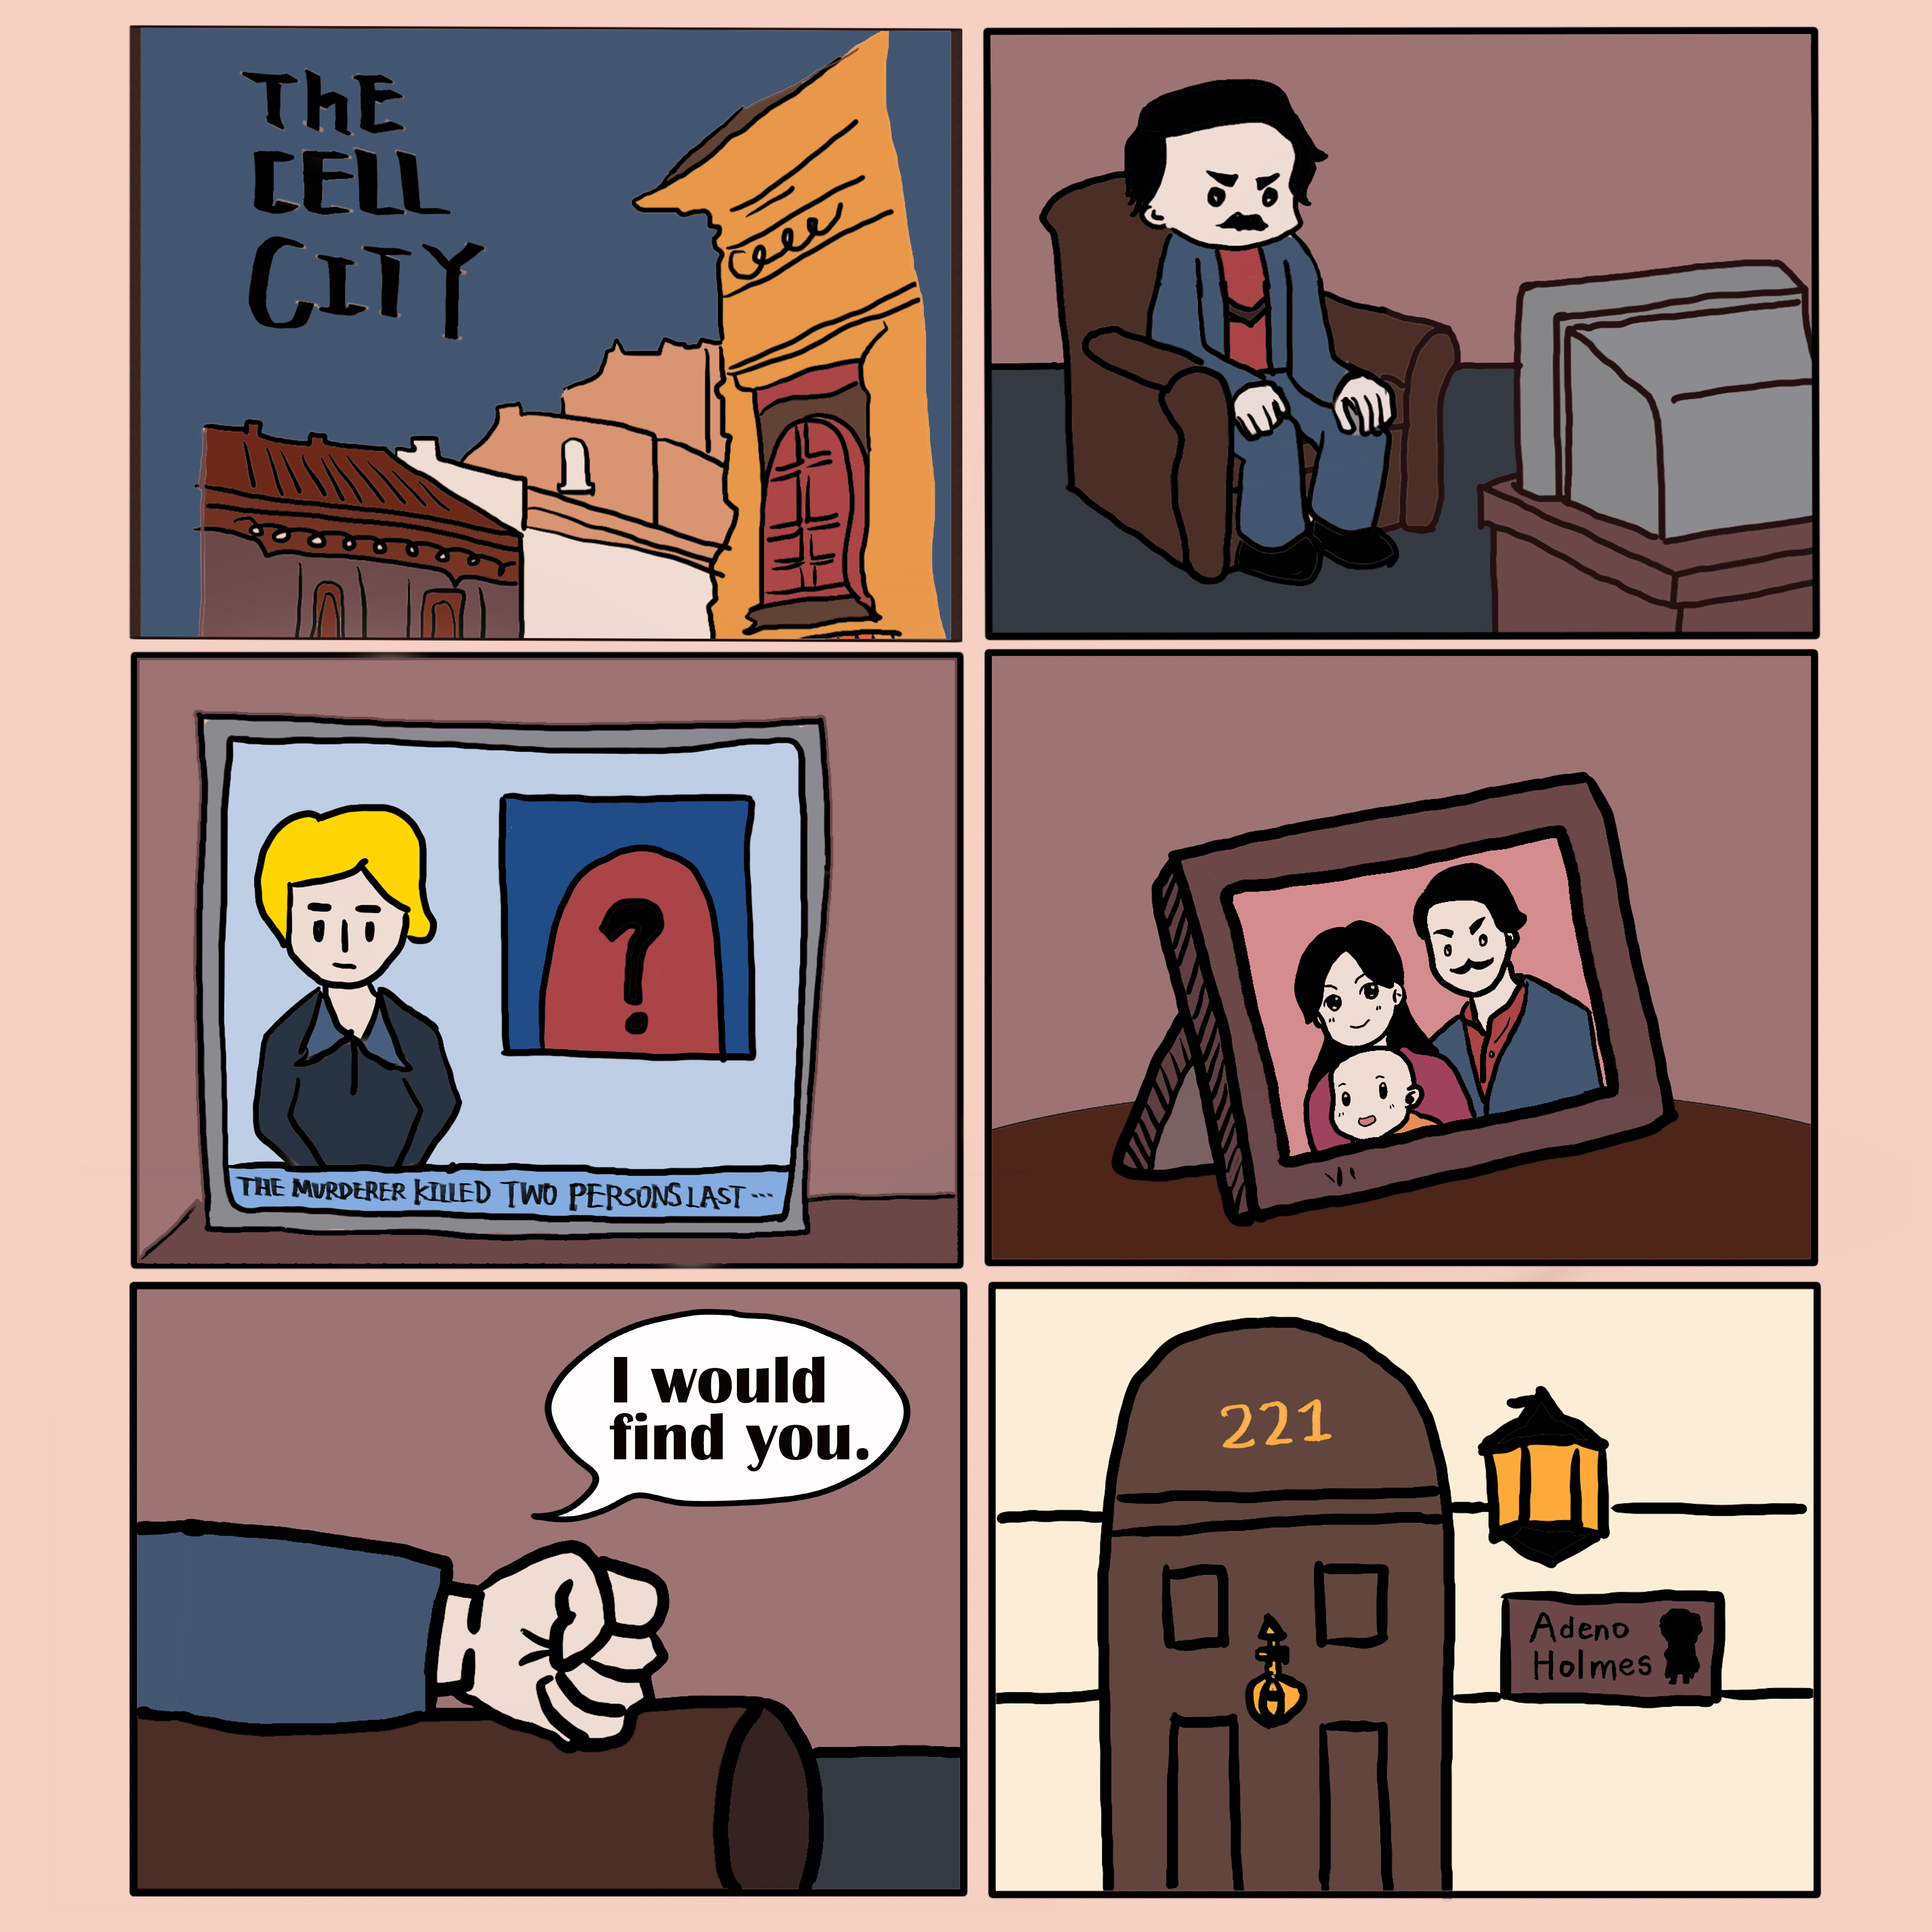 ThE
CELL
CITY
?
THE MURDERER KILLED TWO PERSONS LAST ...
I would
find you.
221
Adeno
Holmes